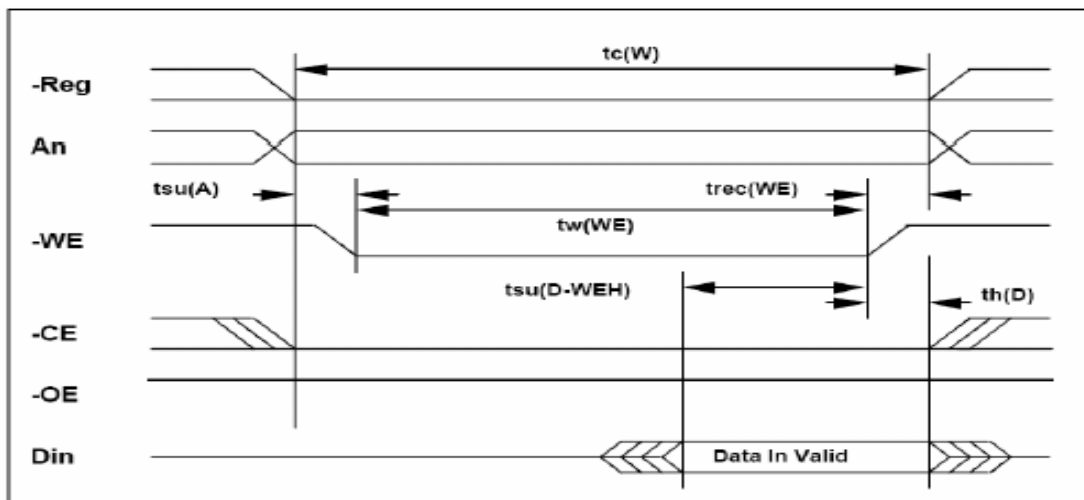 tc(W)
-Reg
An
tsu(A)
trec(WE)
tw(WE)
-WE
tsu(D-WEH)
th(D)
-CE
-OE
Din
Data In Valid